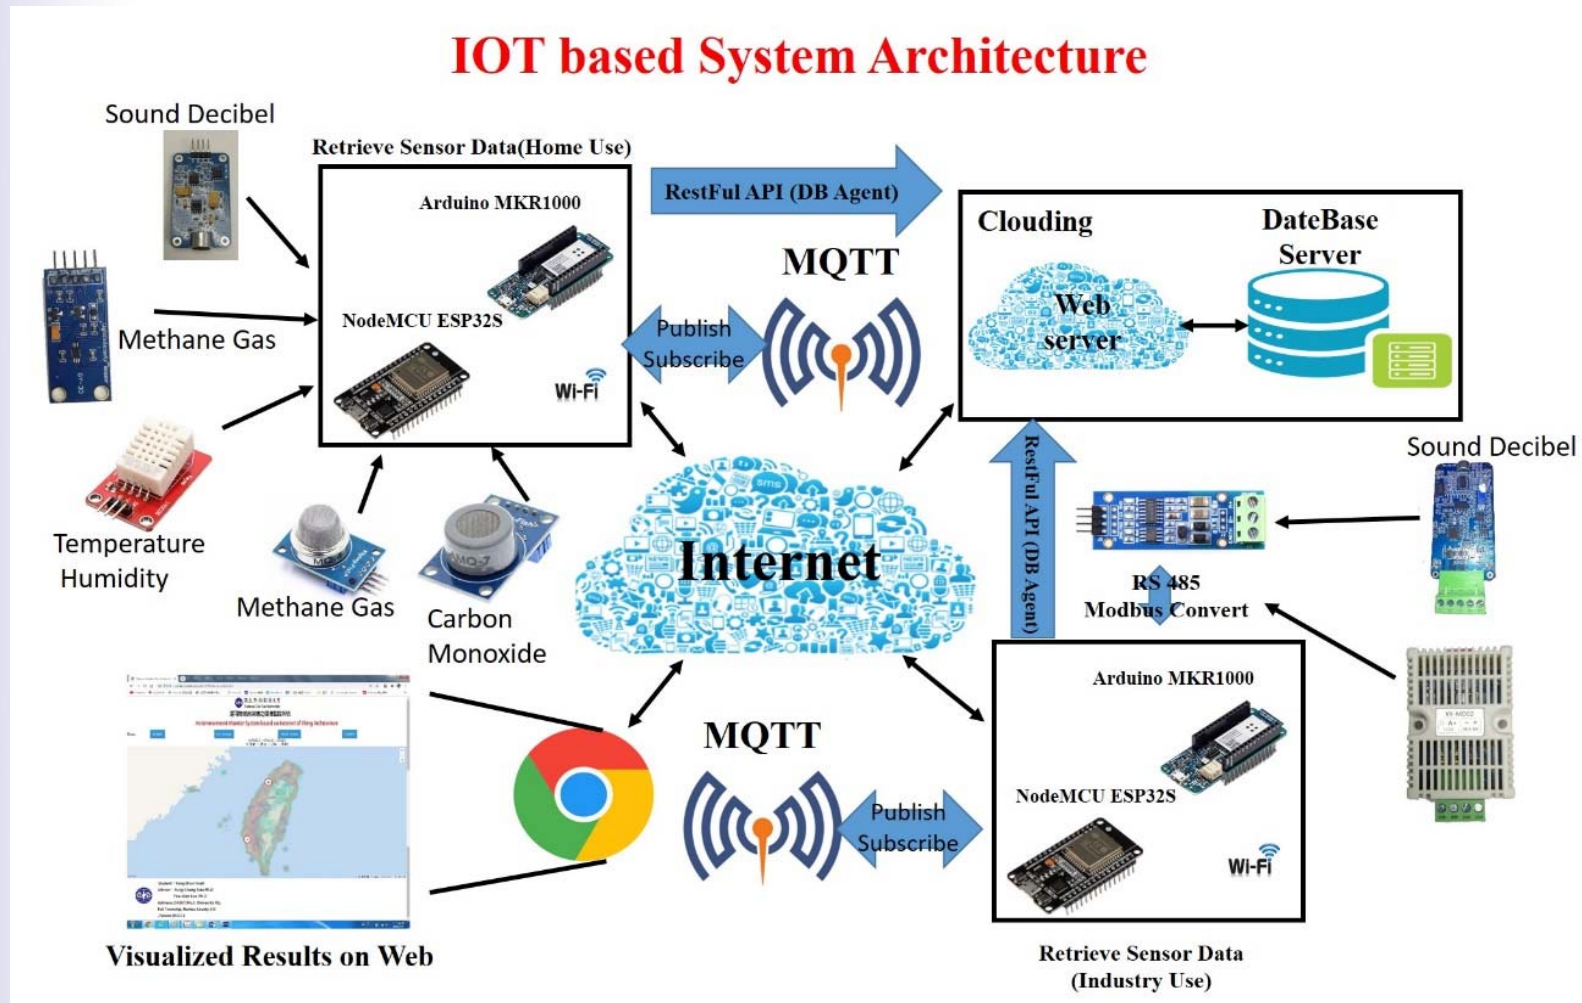 IOT based System Architecture
Sound Decibel
Retrieve Sensor Data(Home Use)
Arduino MKR1000
NodeMCU ESP32S
Wi-Fi
Methane Gas
Temperature
Humidity
Methane Gas
MQ-7
Carbon
Monoxide
RestFul API (DB Agent)
MQTT
Publish
Subscribe
Clouding
Web
server
DateBase
Server
sms
Internet
RestFul API (DB Agent)
Sound Decibel
RS 485
Modbus Convert
Arduino MKR1000
NodeMCU ESP32S
Wi-Fi
Retrieve Sensor Data
(Industry Use)
MQTT
Publish
Subscribe
Visualized Results on Web